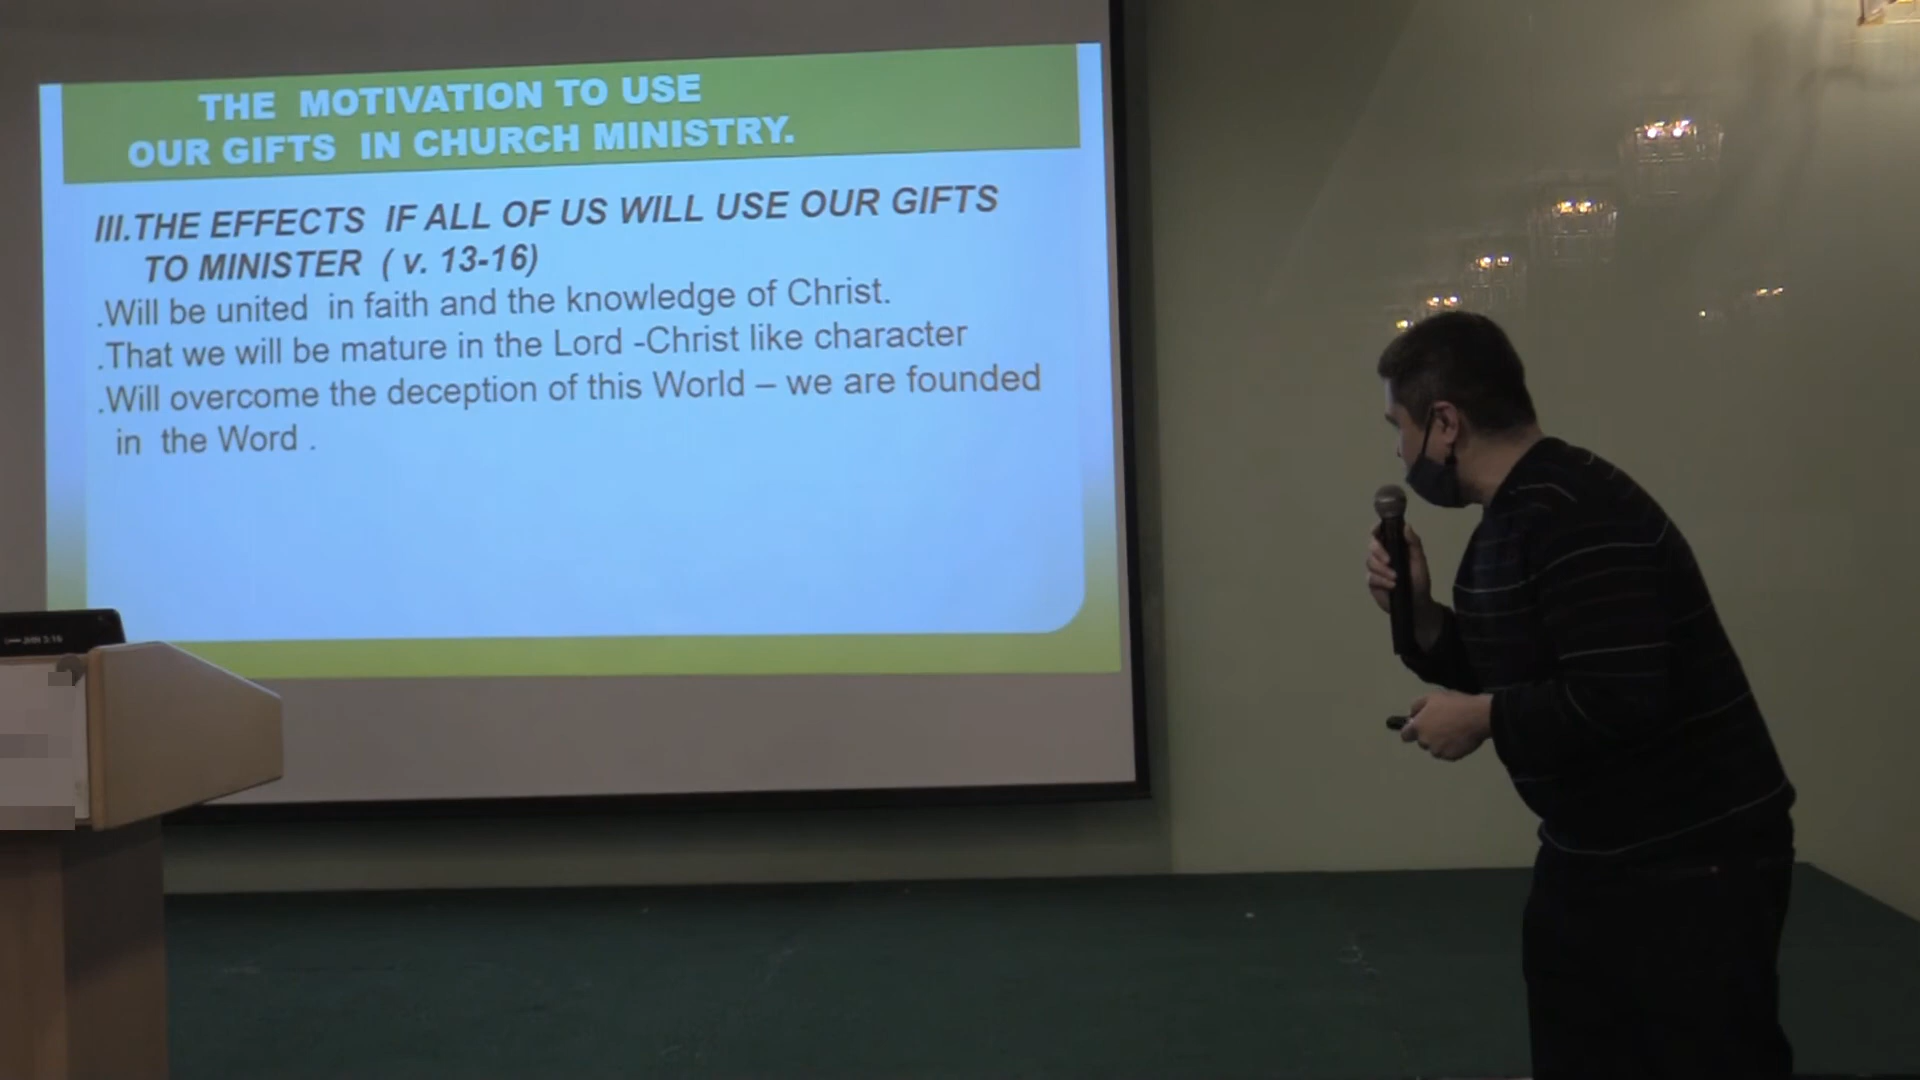 THE MOTIVATION TO USE
OUR GIFTS IN CHURCH MINISTRY.
III.THE EFFECTS IF ALL OF US WILL USE OUR GIFTS
TO MINISTER ( v. 13-16)
.Will be united in faith and the knowledge of Christ.
.That we will be mature in the Lord -Christ like character
.Will overcome the deception of this World – we are founded
in the Word .